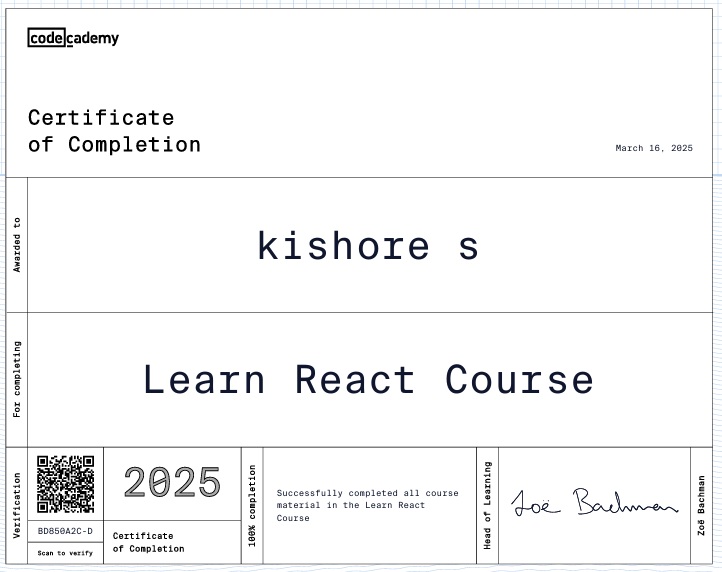 codecademy
Certificate
of Completion
March 16, 2025
Awarded to
kishore s
For completing
Learn React Course
Verification
BD850A2C-D
Scan to verify
2025
Certificate
of Completion
100% completion
Successfully completed all course
material in the Learn React
Course
Head of Learning
Zoë Bachman
Zoë Bachman